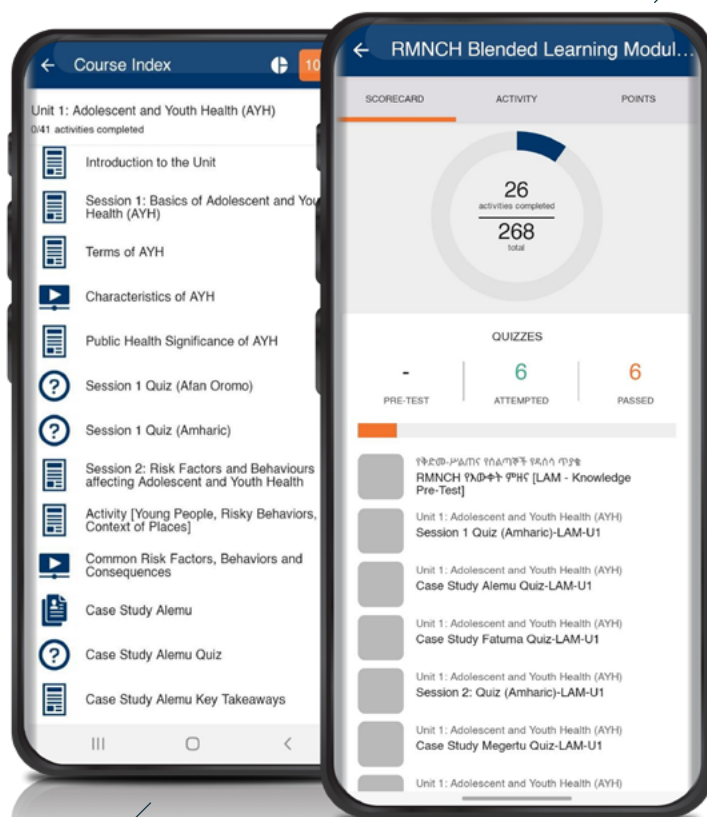 Course Index
10
Unit 1: Adolescent and Youth Health (AYH)
0/41 activities completed
Introduction to the Unit
Session 1: Basics of Adolescent and You
Health (AYH)
Terms of AYH
Characteristics of AYH
Public Health Significance of AYH
Session 1 Quiz (Afan Oromo)
Session 1 Quiz (Amharic)
Session 2: Risk Factors and Behaviours
affecting Adolescent and Youth Health
Activity [Young People, Risky Behaviors,
Context of Places]
Common Risk Factors, Behaviors and
Consequences
Case Study Alemu
Case Study Alemu Quiz
Case Study Alemu Key Takeaways
RMNCH Blended Learning Modul...
SCORECARD
ACTIVITY
POINTS
26
activities completed
268
total
QUIZZES
-
PRE-TEST
6
ATTEMPTED
6
PASSED
የቅድመ-ሥልጠና የሰልጣኞች የዳሰሳ ጥያቄ
RMNCH የእውቀት ምዘና [LAM - Knowledge
Pre-Test]
Unit 1: Adolescent and Youth Health (AYH)
Session 1 Quiz (Amharic)-LAM-U1
Unit 1: Adolescent and Youth Health (AYH)
Case Study Alemu Quiz-LAM-U1
Unit 1: Adolescent and Youth Health (AYH)
Case Study Fatuma Quiz-LAM-U1
Unit 1: Adolescent and Youth Health (AYH)
Session 2: Quiz (Amharic)-LAM-U1
Unit 1: Adolescent and Youth Health (AYH)
Case Study Megertu Quiz-LAM-U1
Unit 1: Adolescent and Youth Health (AYH)